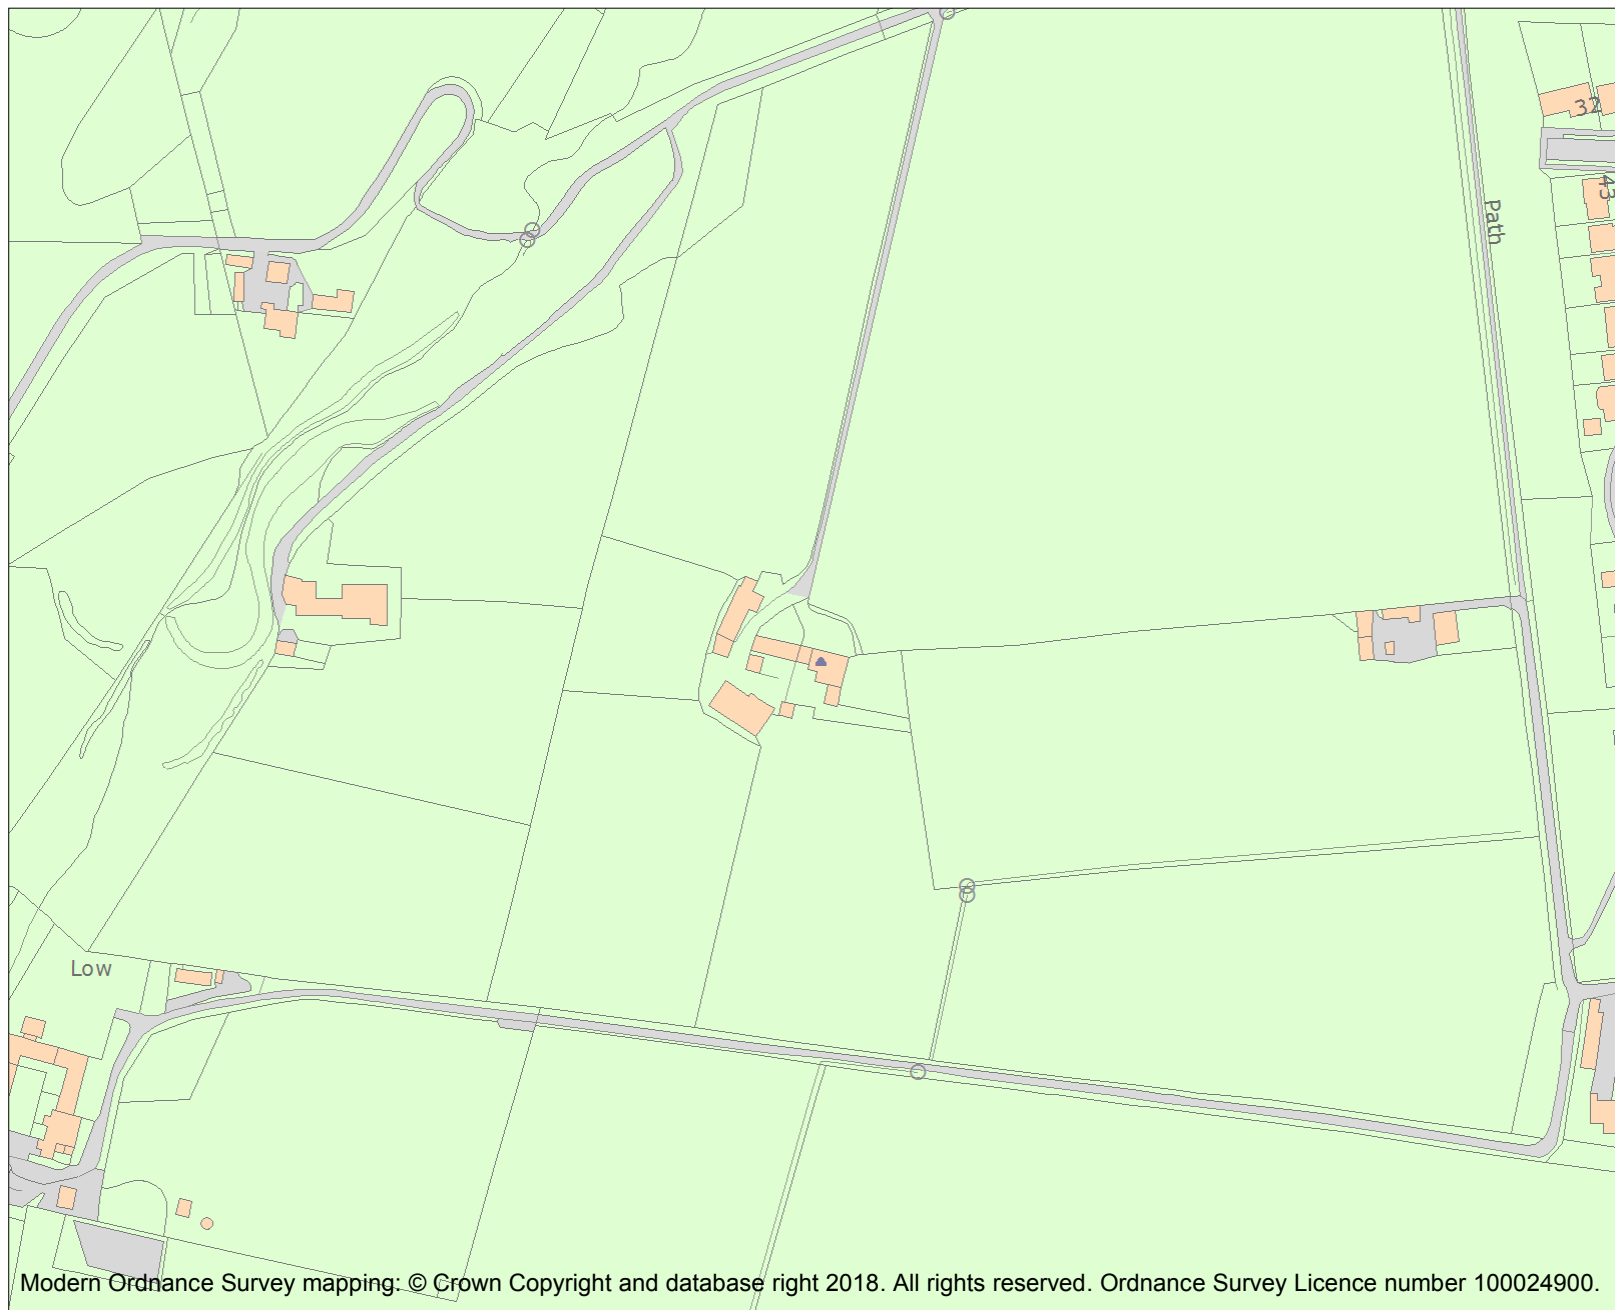 32
43
Path
Low
Modern Ordnance Survey mapping: © Crown Copyright and database right 2018. All rights reserved. Ordnance Survey Licence number 100024900.